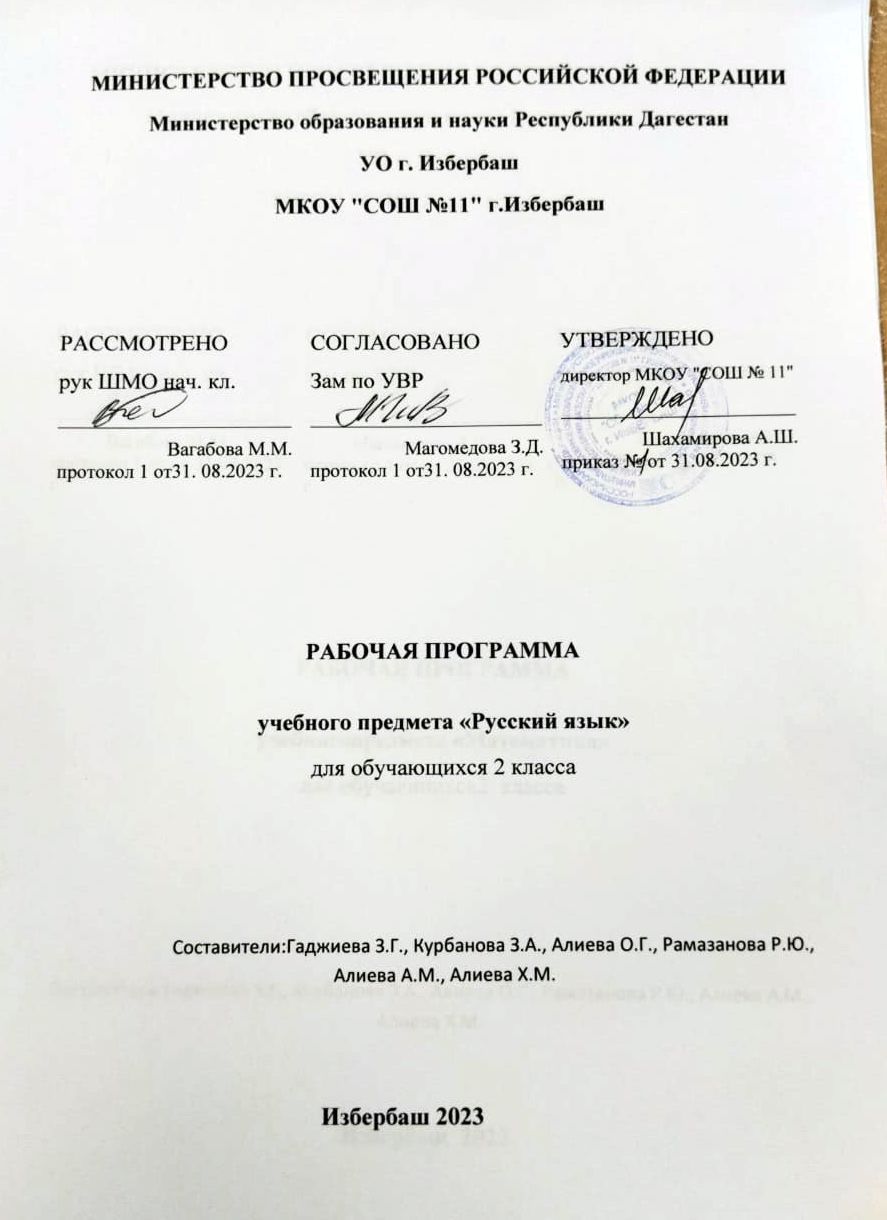 МИНИСТЕРСТВО ПРОСВЕЩЕНИЯ РОССИЙСКОЙ ФЕДЕРАЦИИ
Министерство образования и науки Республики Дагестан
УО г. Избербаш
МКОУ "СОШ №11" г.Избербаш
РАССМОТРЕНО
рук ШМО нач. кл.
Вагабова М.М.
протокол 1 от31. 08.2023 г.
СОГЛАСОВАНО
Зам по УВР
Магомедова З.Д.
протокол 1 от31. 08.2023 г.
УТВЕРЖДЕНО
директор МКОУ "СОШ № 11"
Шахамирова А.Ш.
приказ № от 31.08.2023 г.
РАБОЧАЯ ПРОГРАММА
учебного предмета «Русский язык»
для обучающихся 2 класса
Составители:Гаджиева З.Г., Курбанова З.А., Алиева О.Г., Рамазанова Р.Ю.,
Алиева А.М., Алиева Х.М.
Избербаш 2023